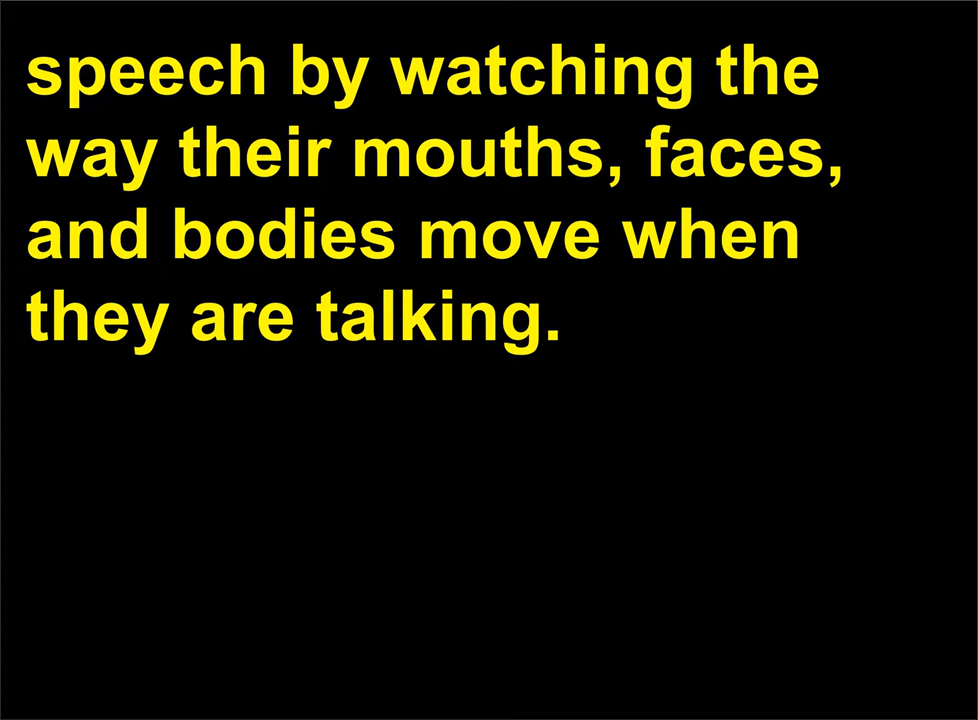 speech by watching the
way their mouths, faces,
and bodies move when
they are talking.